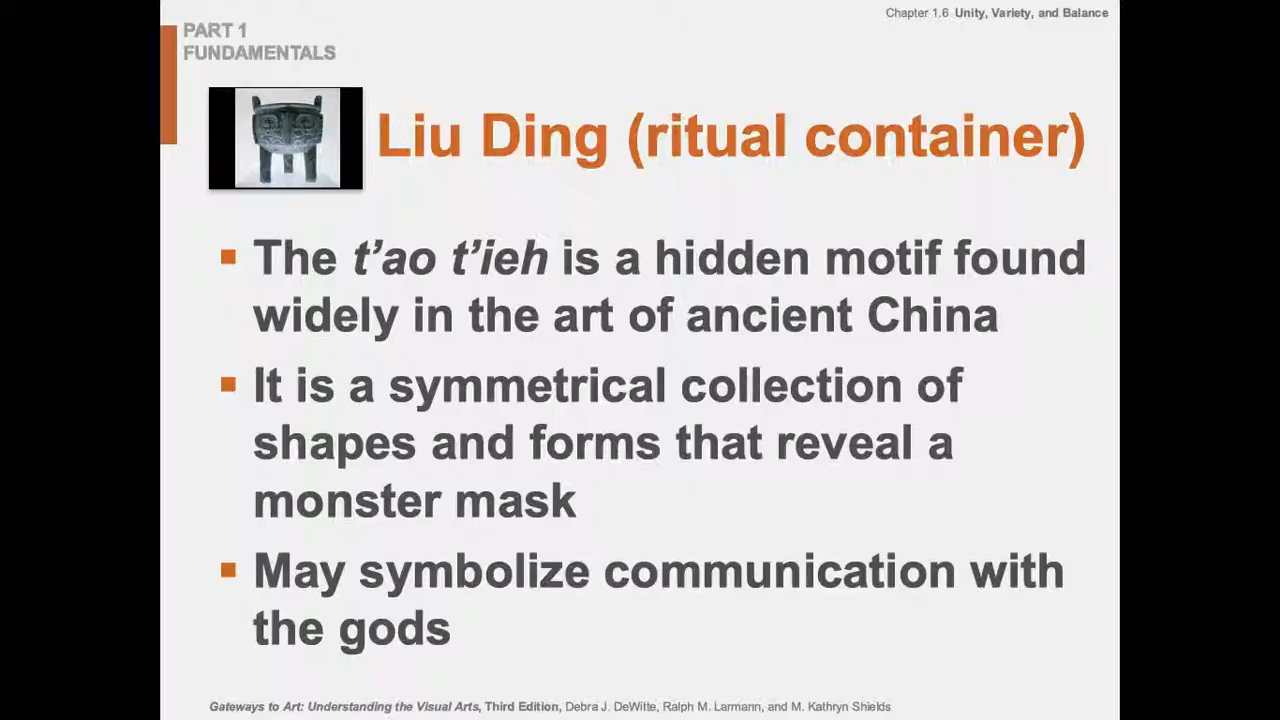 Chapter 1.6 Unity, Variety, and Balance
PART 1
FUNDAMENTALS
Liu Ding (ritual container)
▪ The t’ao t’ieh is a hidden motif found
widely in the art of ancient China
▪ It is a symmetrical collection of
shapes and forms that reveal a
monster mask
▪ May symbolize communication with
the gods
Gateways to Art: Understanding the Visual Arts, Third Edition, Debra J. DeWitte, Ralph M. Larmann, and M. Kathryn Shields